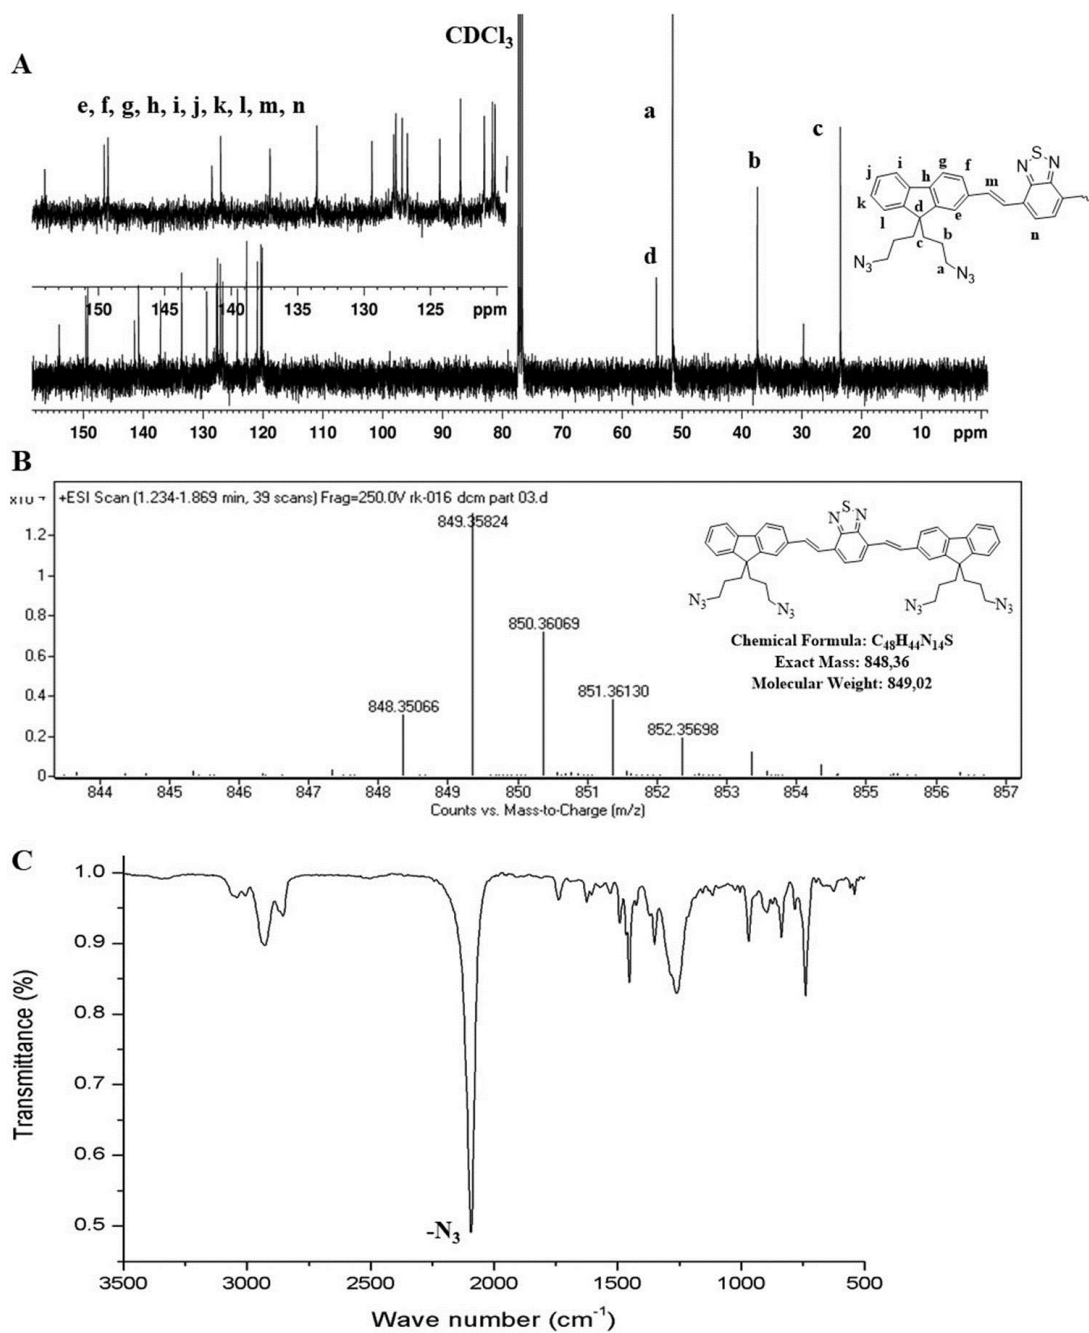 A
CDCl3
e, f, g, h, i, j, k, l, m, n
a
b
c
d
S
N N
j i h g f m
k d e n
l c b
N3 a N3
150 145 140 135 130 125 ppm
150 140 130 120 110 100 90 80 70 60 50 40 30 20 10 ppm
B
+ESI Scan (1.234-1.869 min, 39 scans) Frag=250.0V rk-016 dcm part 03.d
1.2
1
0.8
0.6
0.4
0.2
0
849.35824
850.36069
851.36130
848.35066
852.35698
S
N N
N3 N3 N3 N3
Chemical Formula: C48H44N14S
Exact Mass: 848,36
Molecular Weight: 849,02
844 845 846 847 848 849 850 851 852 853 854 855 856 857
Counts vs. Mass-to-Charge (m/z)
C
1.0
0.9
0.8
0.7
0.6
0.5
Transmittance (%)
-N3
3500 3000 2500 2000 1500 1000 500
Wave number (cm-1)